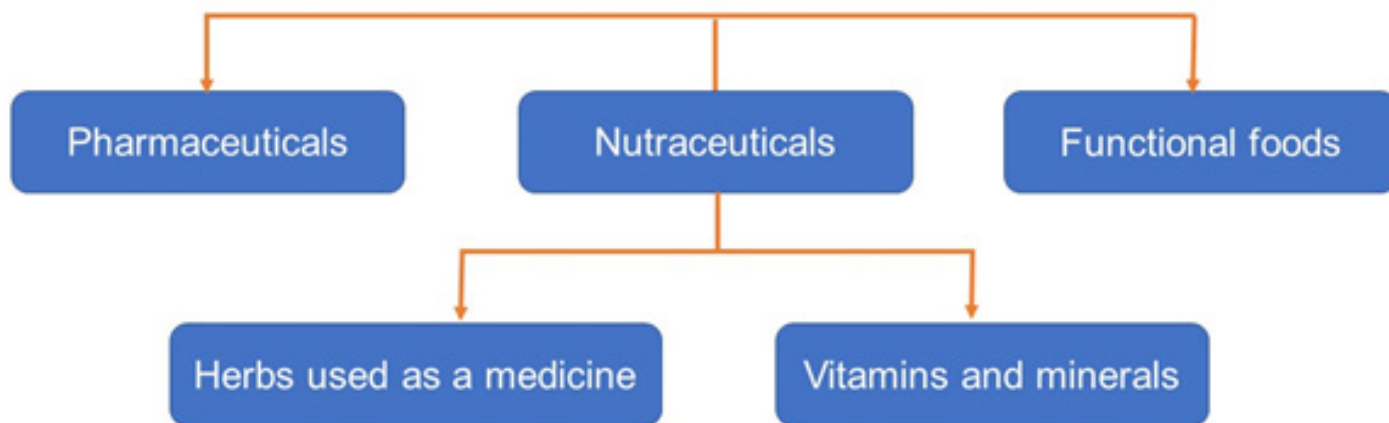 Pharmaceuticals
Nutraceuticals
Functional foods
Herbs used as a medicine
Vitamins and minerals